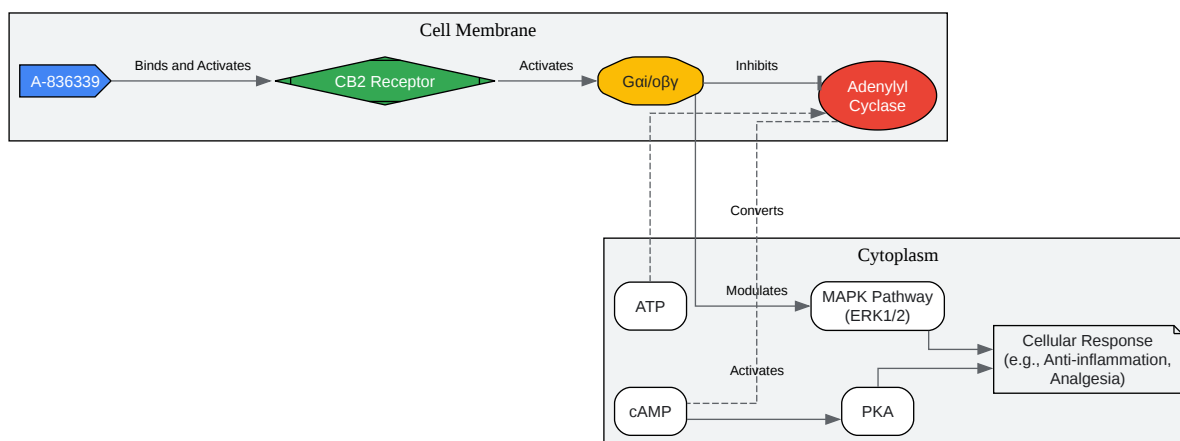 Cell Membrane
A-836339
Binds and Activates
CB2 Receptor
Activates
Gαi/oβγ
Inhibits
Adenylyl
Cyclase
Converts
Cytoplasm
ATP
Modulates
MAPK Pathway
(ERK1/2)
Cellular Response
(e.g., Anti-inflammation,
Analgesia)
Activates
cAMP
PKA